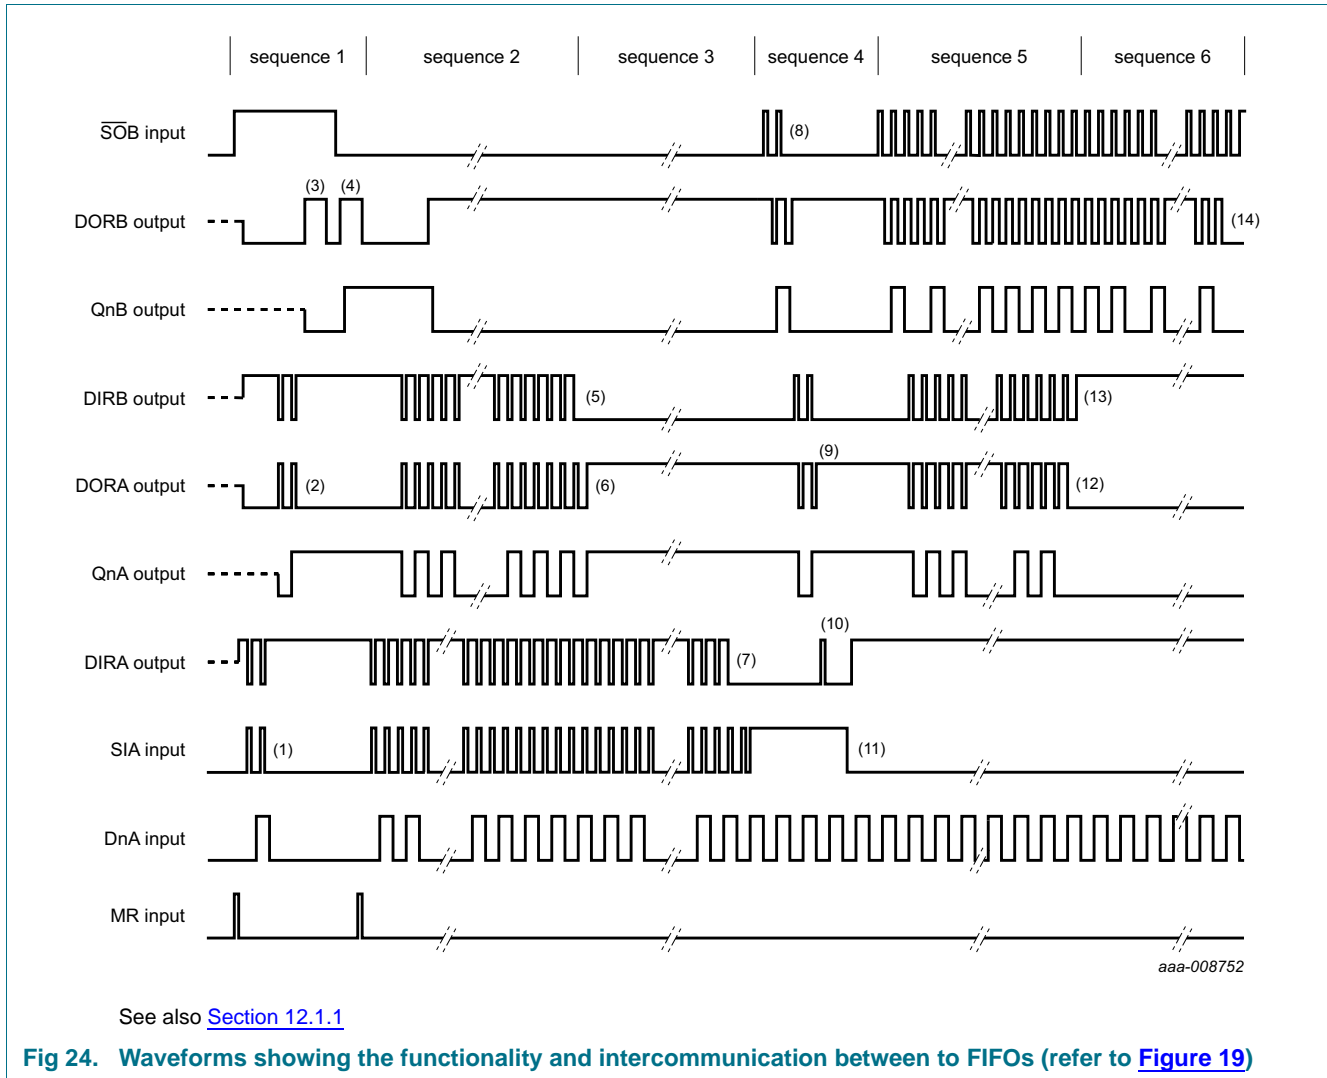 sequence 1 sequence 2 sequence 3 sequence 4 sequence 5 sequence 6
S̅O̅B input (8)
(3) (4)
DORB output (14)
QnB output
DIRB output (5) (13)
(9)
DORA output (2) (6) (12)
QnA output
(10)
DIRA output (7)
SIA input (1) (11)
DnA input
MR input
aaa-008752
See also Section 12.1.1
Fig 24. Waveforms showing the functionality and intercommunication between to FIFOs (refer to Figure 19)